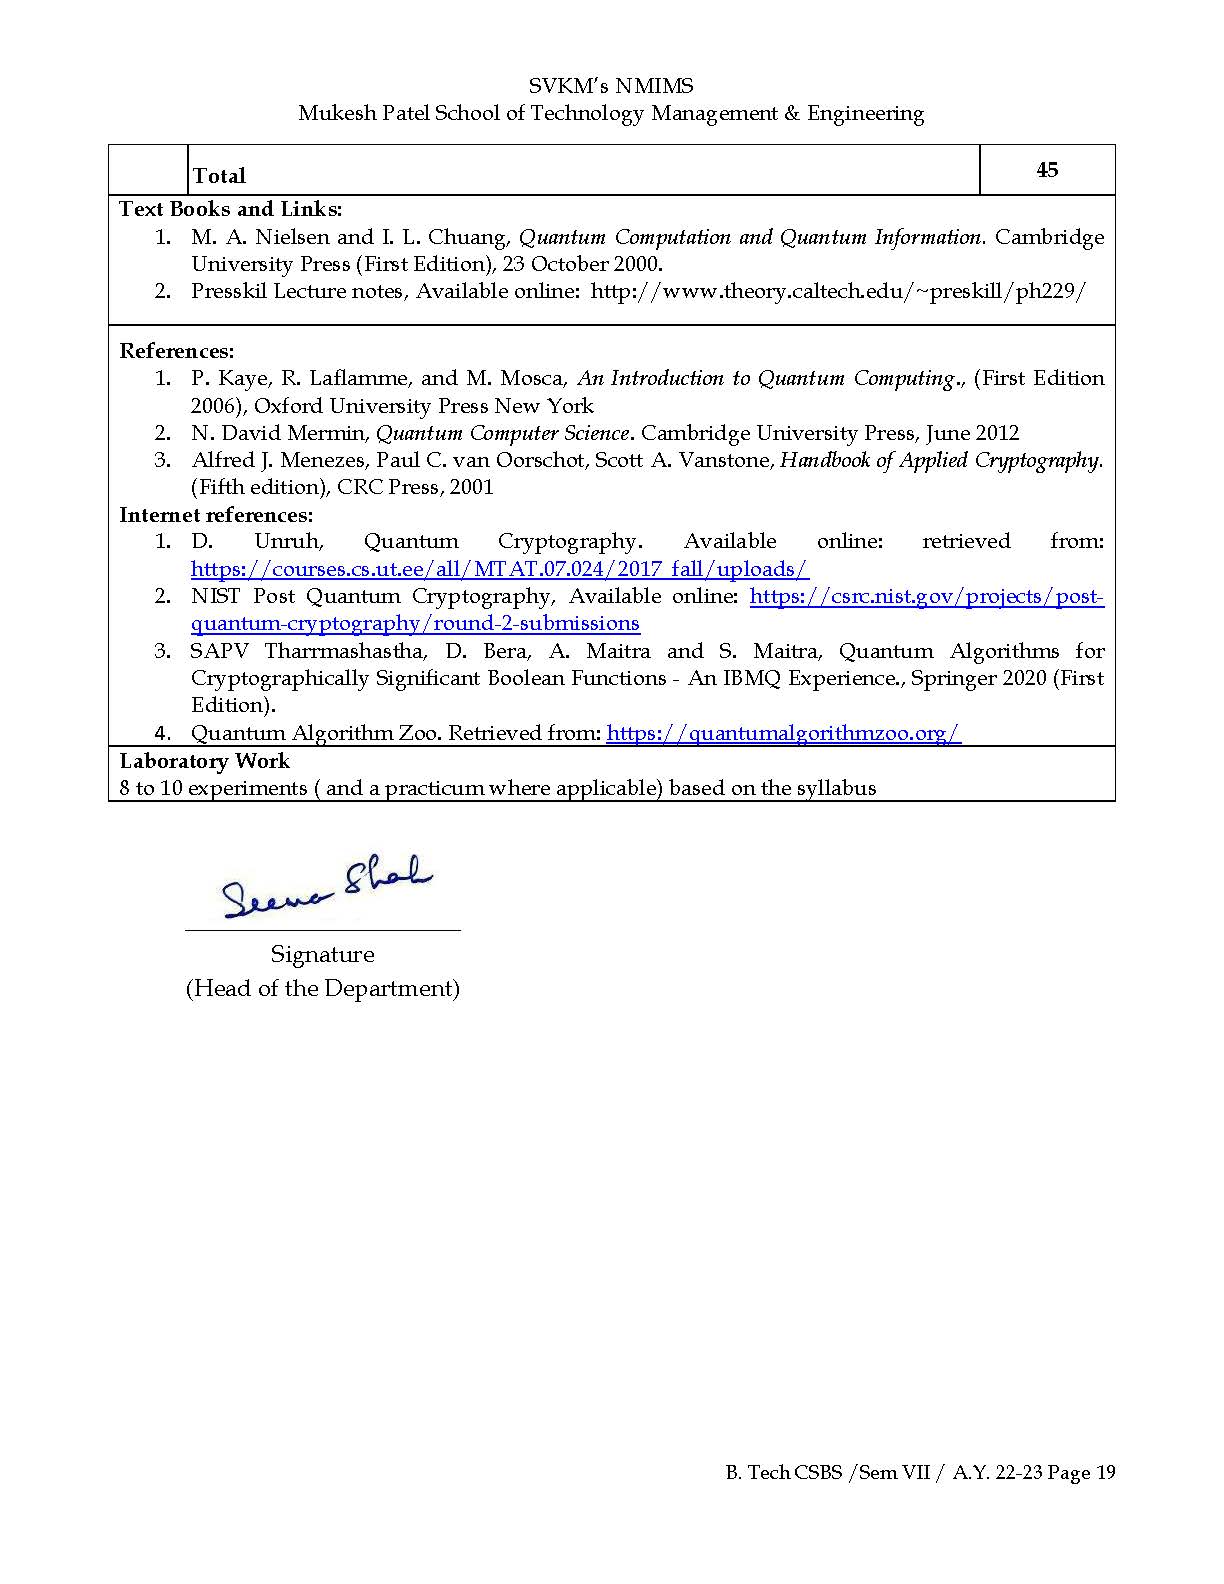 SVKM's NMIMS
Mukesh Patel School of Technology Management & Engineering
Total 45
Text Books and Links:
1. M. A. Nielsen and I. L. Chuang, Quantum Computation and Quantum Information. Cambridge
University Press (First Edition), 23 October 2000.
2. Presskil Lecture notes, Available online: http://www.theory.caltech.edu/~preskill/ph229/
References:
1. P. Kaye, R. Laflamme, and M. Mosca, An Introduction to Quantum Computing., (First Edition
2006), Oxford University Press New York
2. N. David Mermin, Quantum Computer Science. Cambridge University Press, June 2012
3. Alfred J. Menezes, Paul C. van Oorschot, Scott A. Vanstone, Handbook of Applied Cryptography.
(Fifth edition), CRC Press, 2001
Internet references:
1. D. Unruh, Quantum Cryptography. Available online: retrieved from:
https://courses.cs.ut.ee/all/MTAT.07.024/2017_fall/uploads/
2. NIST Post Quantum Cryptography, Available online: https://csrc.nist.gov/projects/post-
quantum-cryptography/round-2-submissions
3. SAPV Tharrmashastha, D. Bera, A. Maitra and S. Maitra, Quantum Algorithms for
Cryptographically Significant Boolean Functions - An IBMQ Experience., Springer 2020 (First
Edition).
4. Quantum Algorithm Zoo. Retrieved from: https://quantumalgorithmzoo.org/
Laboratory Work
8 to 10 experiments ( and a practicum where applicable) based on the syllabus
Seema Shah
Signature
(Head of the Department)
B. Tech CSBS /Sem VII / A.Y. 22-23 Page 19